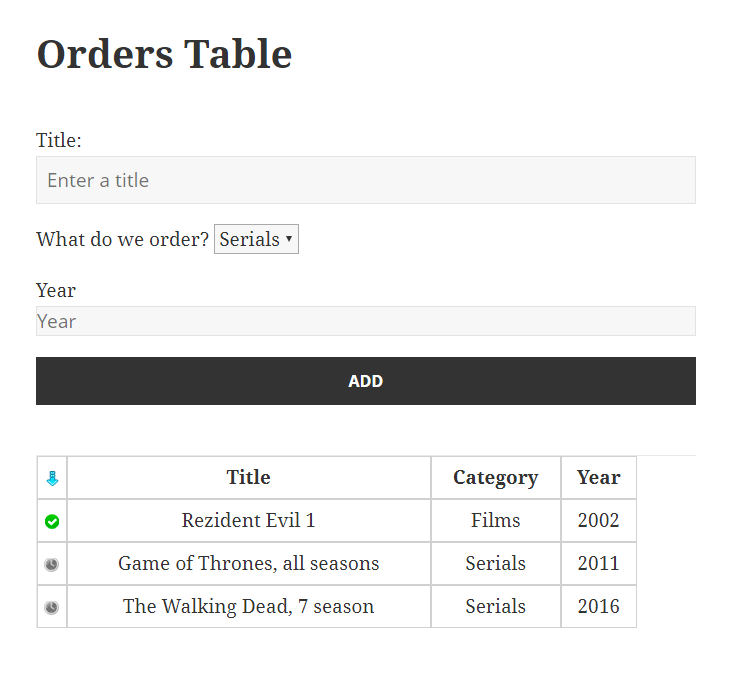 Orders Table
Title:
Enter a title
What do we order? Serials
Year
Year
ADD
Title Category Year
Rezident Evil 1 Films 2002
Game of Thrones, all seasons Serials 2011
The Walking Dead, 7 season Serials 2016